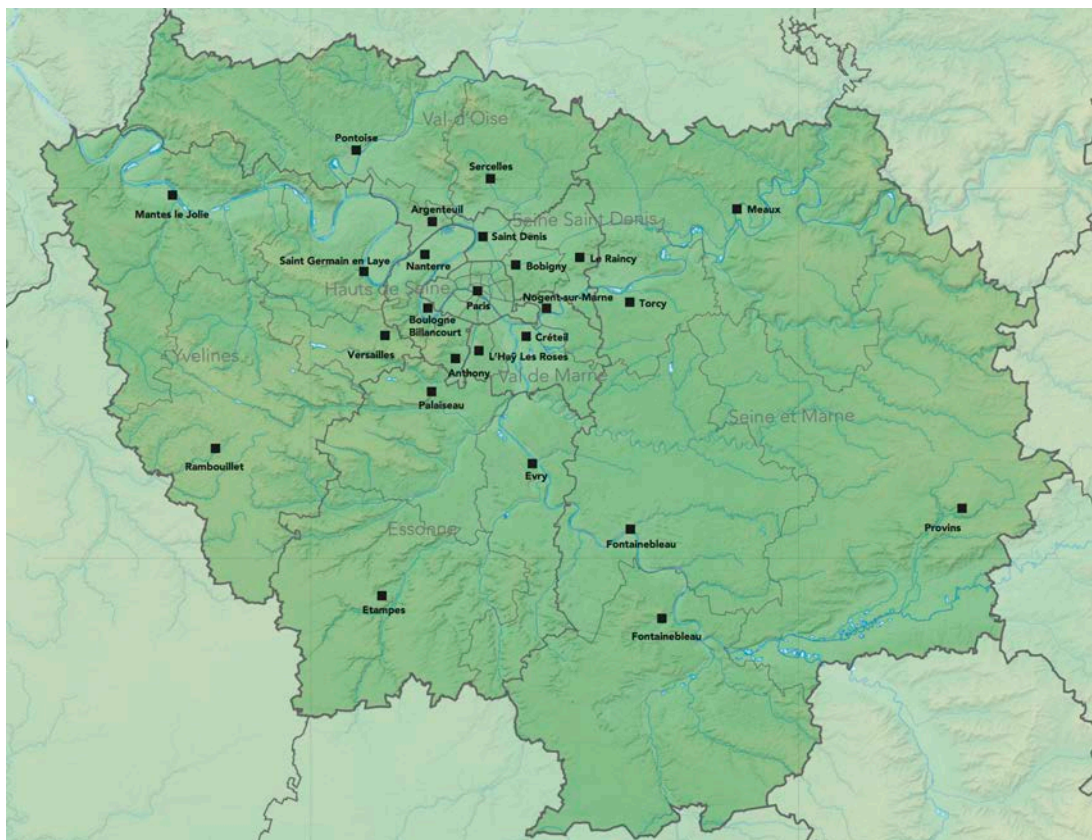 Val-d'Oise
Pontoise
Sercelles
Mantes le Jolie
Argenteuil
Meaux
Seine Saint Denis
Saint Denis
Saint Germain en Laye
Nanterre
Bobigny
Le Raincy
Hauts de Seine
Paris
Nogent-sur-Marne
Torcy
Boulogne
Billancourt
Versailles
Créteil
Yvelines
L'Haÿ Les Roses
Anthony
Val de Marne
Palaiseau
Seine et Marne
Rambouillet
Evry
Essonne
Provins
Fontainebleau
Etampes
Fontainebleau